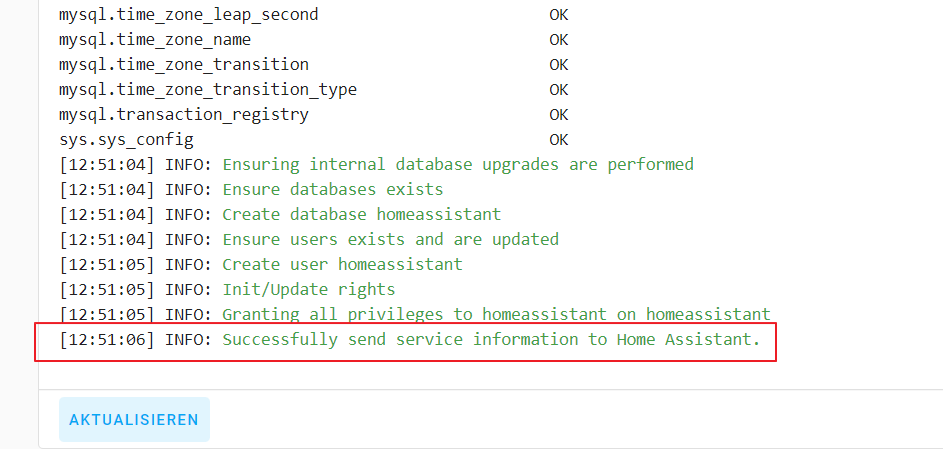 mysql.time_zone_leap_second OK
mysql.time_zone_name OK
mysql.time_zone_transition OK
mysql.time_zone_transition_type OK
mysql.transaction_registry OK
sys.sys_config OK
[12:51:04] INFO: Ensuring internal database upgrades are performed
[12:51:04] INFO: Ensure databases exists
[12:51:04] INFO: Create database homeassistant
[12:51:04] INFO: Ensure users exists and are updated
[12:51:05] INFO: Create user homeassistant
[12:51:05] INFO: Init/Update rights
[12:51:05] INFO: Granting all privileges to homeassistant on homeassistant
[12:51:06] INFO: Successfully send service information to Home Assistant.
AKTUALISIEREN